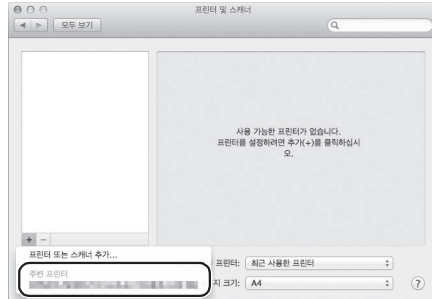 프린터 및 스캐너
모두 보기
사용 가능한 프린터가 없습니다.
프린터를 설정하려면 추가(+)를 클릭하십시
오.
+ −
프린터 또는 스캐너 추가...
주변 프린터
프린터: 최근 사용한 프린터
지 크기: A4
?